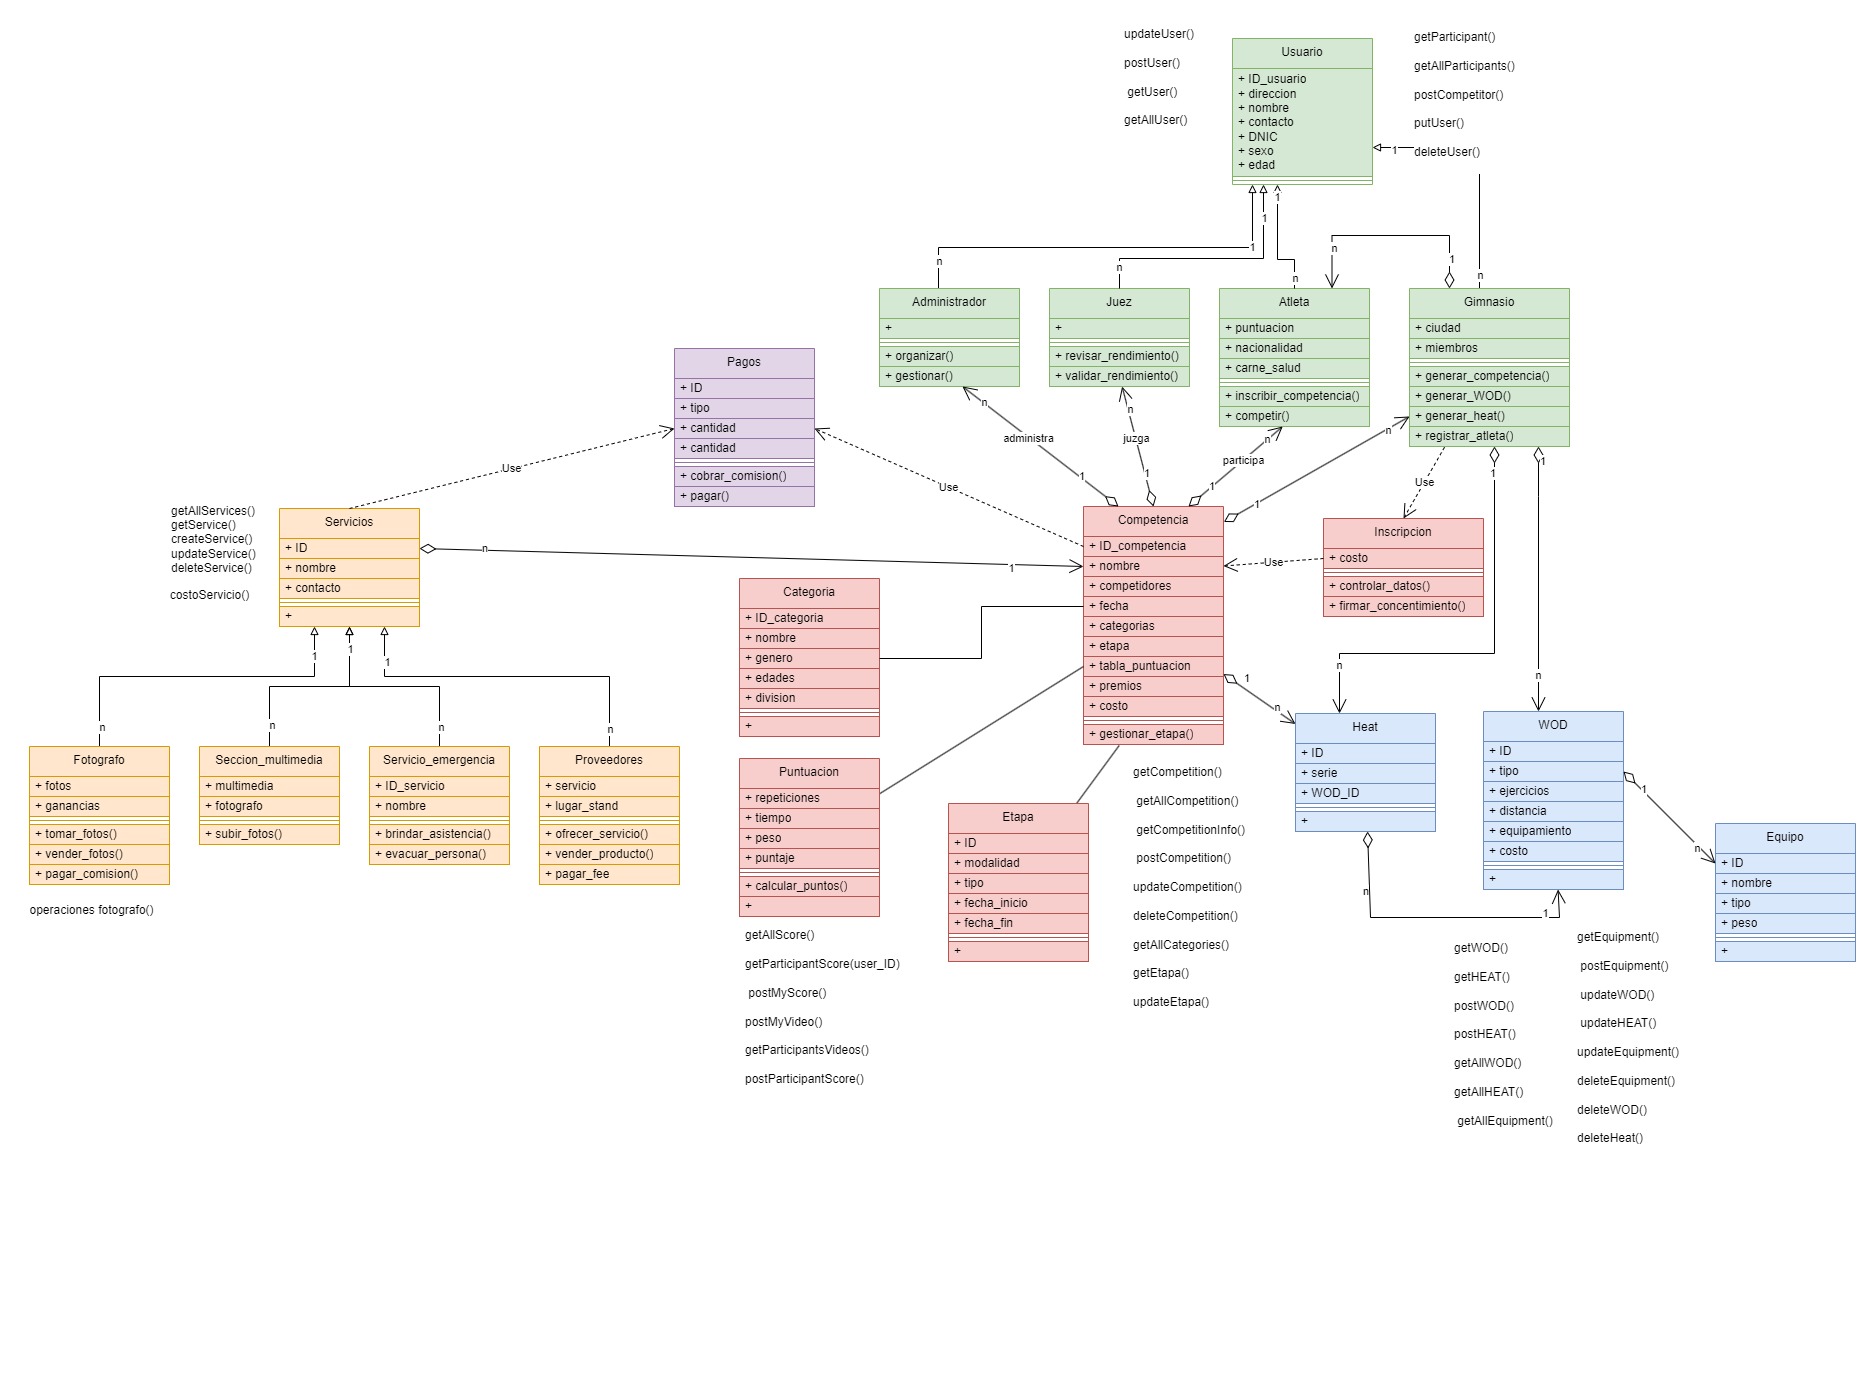 updateUser()
postUser()
getUser()
getAllUser()
Usuario
+ ID_usuario
+ direccion
+ nombre
+ contacto
+ DNIC
+ sexo
+ edad
getParticipant()
getAllParticipants()
postCompetitor()
putUser()
deleteUser()
1
1
1
1
n
n
n
n
1
n
Administrador
+
+ organizar()
+ gestionar()
Juez
+
+ revisar_rendimiento()
+ validar_rendimiento()
Atleta
+ puntuacion
+ nacionalidad
+ carne_salud
+ inscribir_competencia()
+ competir()
Gimnasio
+ ciudad
+ miembros
+ generar_competencia()
+ generar_WOD()
+ generar_heat()
+ registrar_atleta()
Pagos
+ ID
+ tipo
+ cantidad
+ cantidad
+ cobrar_comision()
+ pagar()
n
administra
1
n
juzga
1
n
participa
1
n
1
Use
Use
Use
Use
1
1
getAllServices()
getService()
createService()
updateService()
deleteService()
costoServicio()
Servicios
+ ID
+ nombre
+ contacto
+
n
1
Competencia
+ ID_competencia
+ nombre
+ competidores
+ fecha
+ categorias
+ etapa
+ tabla_puntuacion
+ premios
+ costo
+ gestionar_etapa()
Inscripcion
+ costo
+ controlar_datos()
+ firmar_concentimiento()
Categoria
+ ID_categoria
+ nombre
+ genero
+ edades
+ division
+
1
1
1
n
n
n
n
n
n
1
n
Fotografo
+ fotos
+ ganancias
+ tomar_fotos()
+ vender_fotos()
+ pagar_comision()
operaciones fotografo()
Seccion_multimedia
+ multimedia
+ fotografo
+ subir_fotos()
Servicio_emergencia
+ ID_servicio
+ nombre
+ brindar_asistencia()
+ evacuar_persona()
Proveedores
+ servicio
+ lugar_stand
+ ofrecer_servicio()
+ vender_producto()
+ pagar_fee
Puntuacion
+ repeticiones
+ tiempo
+ peso
+ puntaje
+ calcular_puntos()
+
getAllScore()
getParticipantScore(user_ID)
postMyScore()
postMyVideo()
getParticipantsVideos()
postParticipantScore()
Etapa
+ ID
+ modalidad
+ tipo
+ fecha_inicio
+ fecha_fin
+
getCompetition()
getAllCompetition()
getCompetitionInfo()
postCompetition()
updateCompetition()
deleteCompetition()
getAllCategories()
getEtapa()
updateEtapa()
Heat
+ ID
+ serie
+ WOD_ID
+
WOD
+ ID
+ tipo
+ ejercicios
+ distancia
+ equipamiento
+ costo
+
1
n
n
1
Equipo
+ ID
+ nombre
+ tipo
+ peso
+
getWOD()
getHEAT()
postWOD()
postHEAT()
getAllWOD()
getAllHEAT()
getAllEquipment()
getEquipment()
postEquipment()
updateWOD()
updateHEAT()
updateEquipment()
deleteEquipment()
deleteWOD()
deleteHeat()